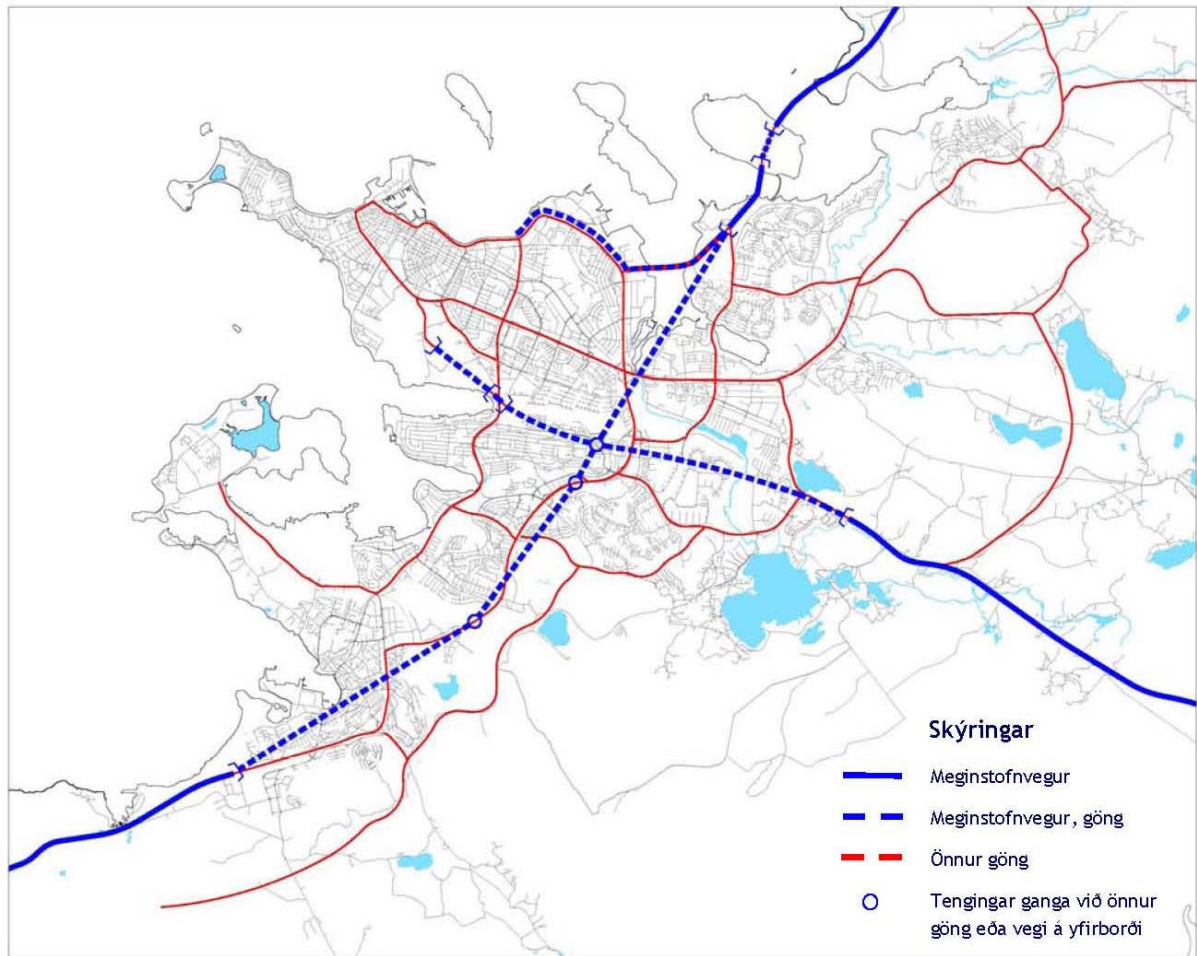 Skýringar
Meginstofnvegur
Meginstofnvegur, göng
Önnur göng
Tengingar ganga við önnur
göng eða vegi á yfirborði